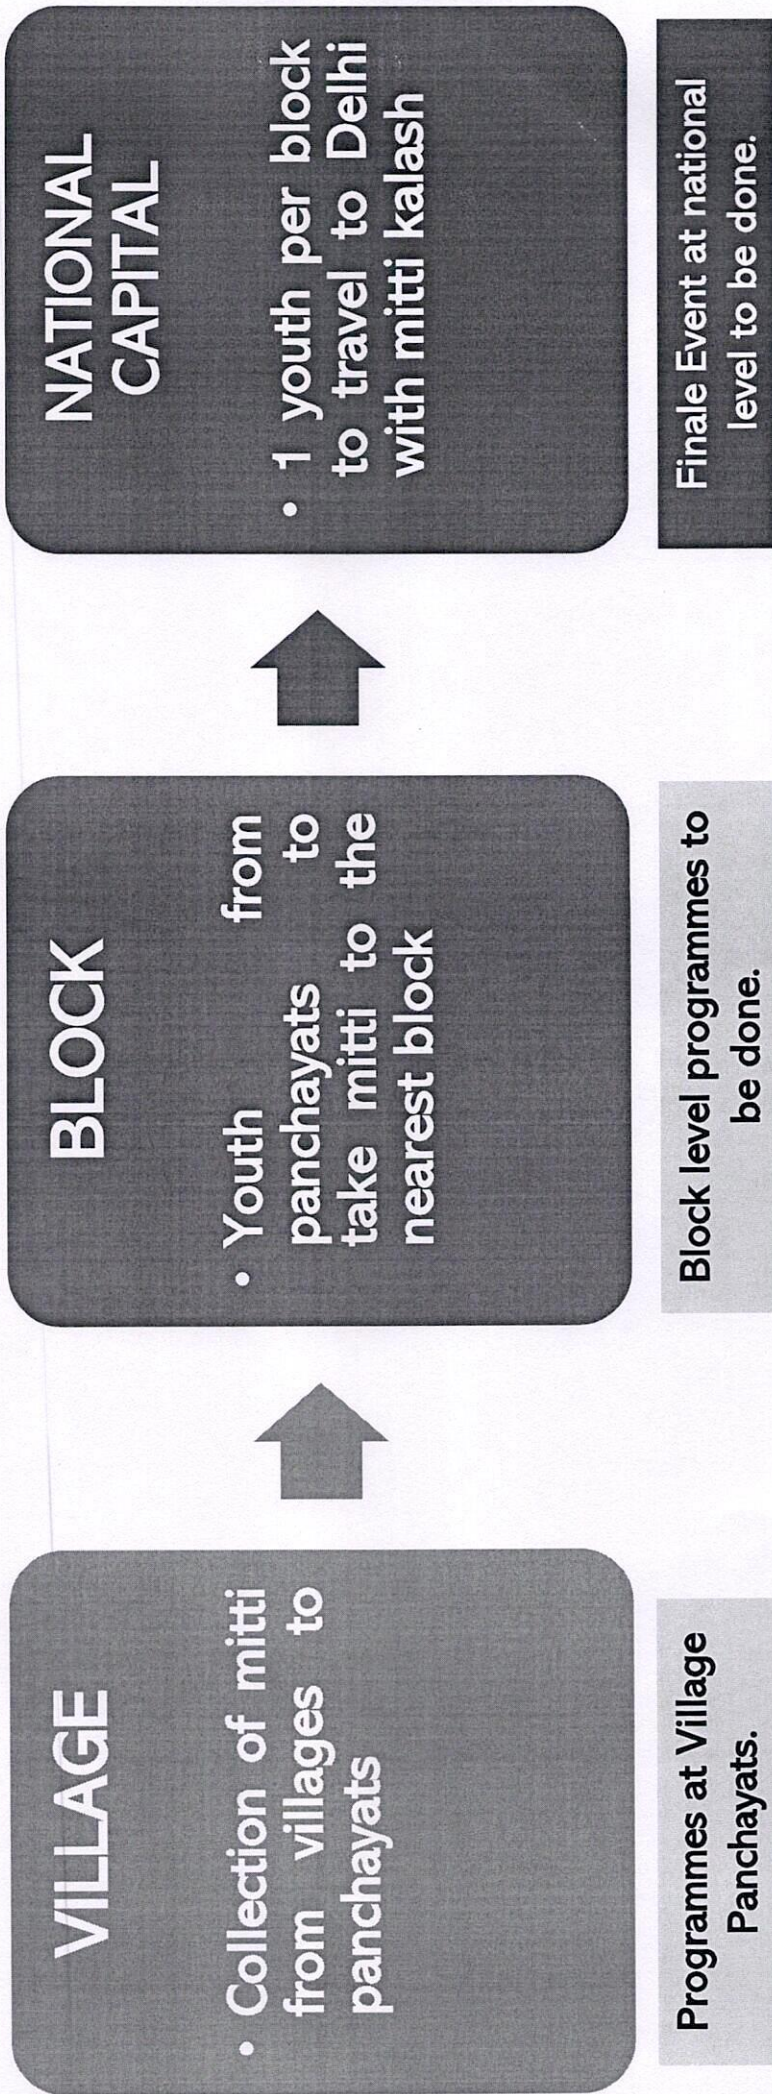 VILLAGE
• Collection of mitti
from villages to
panchayats
Programmes at Village
Panchayats.
BLOCK
• Youth from
panchayats to
take mitti to the
nearest block
Block level programmes to
be done.
NATIONAL
CAPITAL
• 1 youth per block
to travel to Delhi
with mitti kalash
Finale Event at national
level to be done.